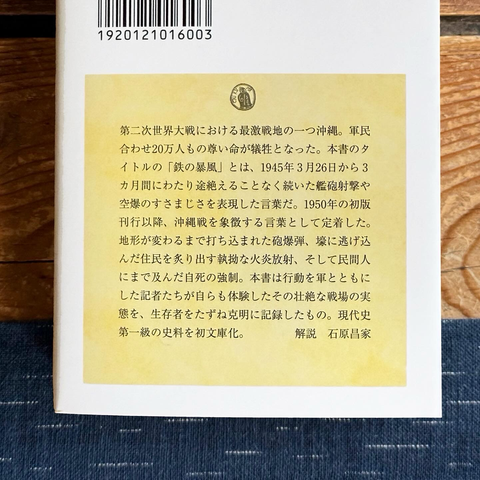 1920121016003
第二次世界大戦における最激戦地の一つ沖縄。軍民
合わせ20万人もの尊い命が犠牲となった。本書のタ
イトルの「鉄の暴風」とは、1945年3月26日から3
カ月間にわたり途絶えることなく続いた艦砲射撃や
空爆のすさまじさを表現した言葉だ。1950年の初版
刊行以降、沖縄戦を象徴する言葉として定着した。
地形が変わるまで打ち込まれた砲爆弾、壕に逃げ込
んだ住民を炙り出す執拗な火炎放射、そして民間人
にまで及んだ自死の強制。本書は行動を軍とともに
した記者たちが自らも体験したその壮絶な戦場の実
態を、生存者をたずね克明に記録したもの。現代史
第一級の史料を初文庫化。 解説 石原昌家